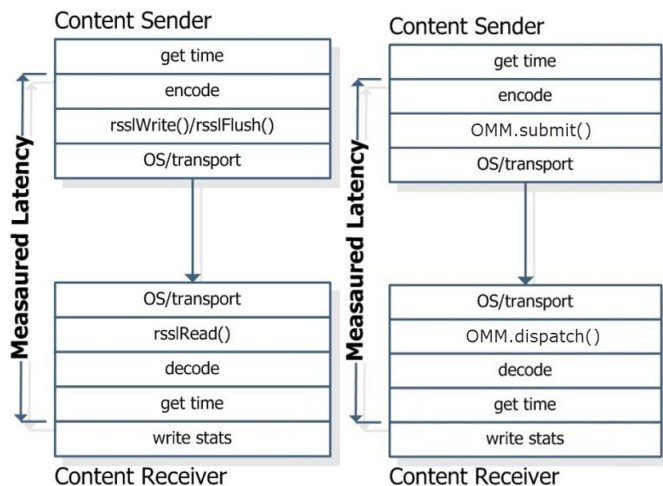 Content Sender
get time
encode
rsslWrite()/rsslFlush()
OS/transport
Measaured Latency
OS/transport
rsslRead()
decode
get time
write stats
Content Receiver
Content Sender
get time
encode
OMM.submit()
OS/transport
Measaured Latency
OS/transport
OMM.dispatch()
decode
get time
write stats
Content Receiver